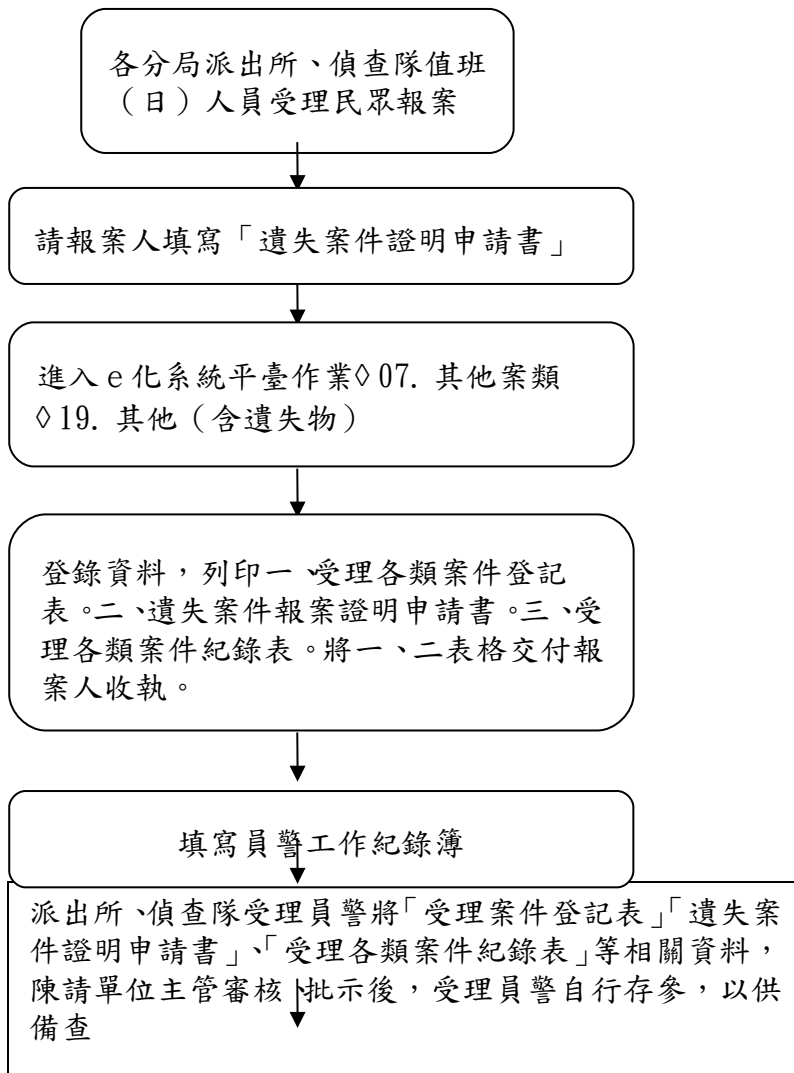 各分局派出所、偵查隊值班
（日）人員受理民眾報案
請報案人填寫「遺失案件證明申請書」
進入e化系統平臺作業◊07. 其他案類
◊19. 其他（含遺失物）
登錄資料，列印一、受理各類案件登記
表。二、遺失案件報案證明申請書。三、受
理各類案件紀錄表。將一、二表格交付報
案人收執。
填寫員警工作紀錄簿
派出所、偵查隊受理員警將「受理案件登記表」「遺失案
件證明申請書」、「受理各類案件紀錄表」等相關資料，
陳請單位主管審核、批示後，受理員警自行存參，以供
備查